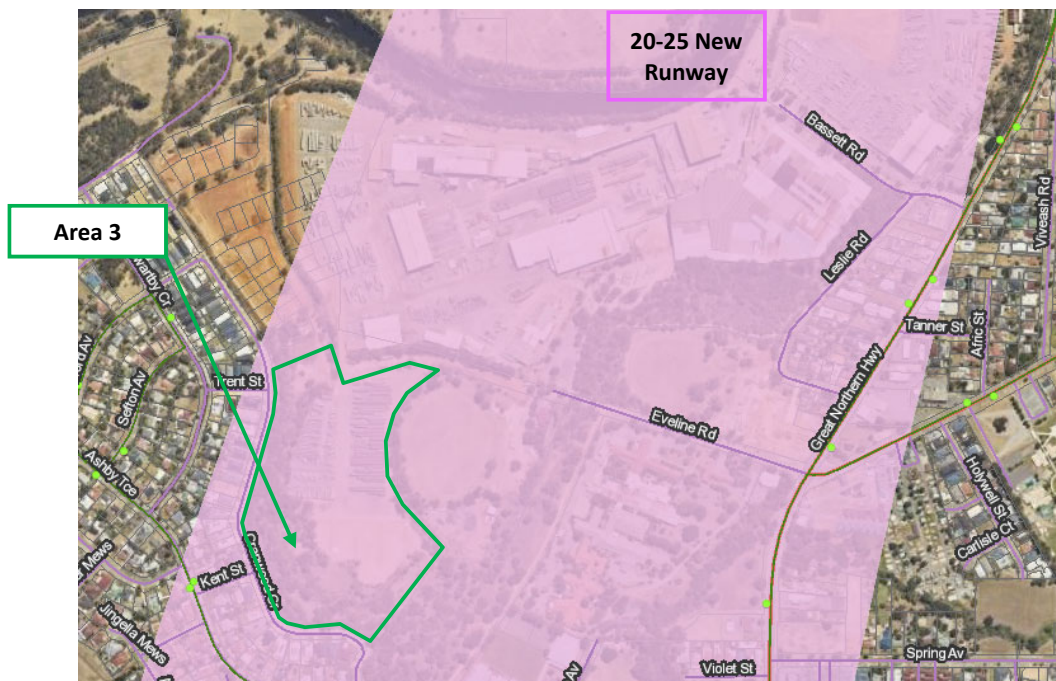 20-25 New
Runway
Bassett Rd
Viveash Rd
Area 3
Leslie Rd
Tanner St
Afric St
Trent St
Sefton Av
Great Northern Hwy
Eveline Rd
Ashby Tce
Holywell St
Carlisle Ct
Kent St
Mews
Jingella Mews
Spring Av
Violet St
Av